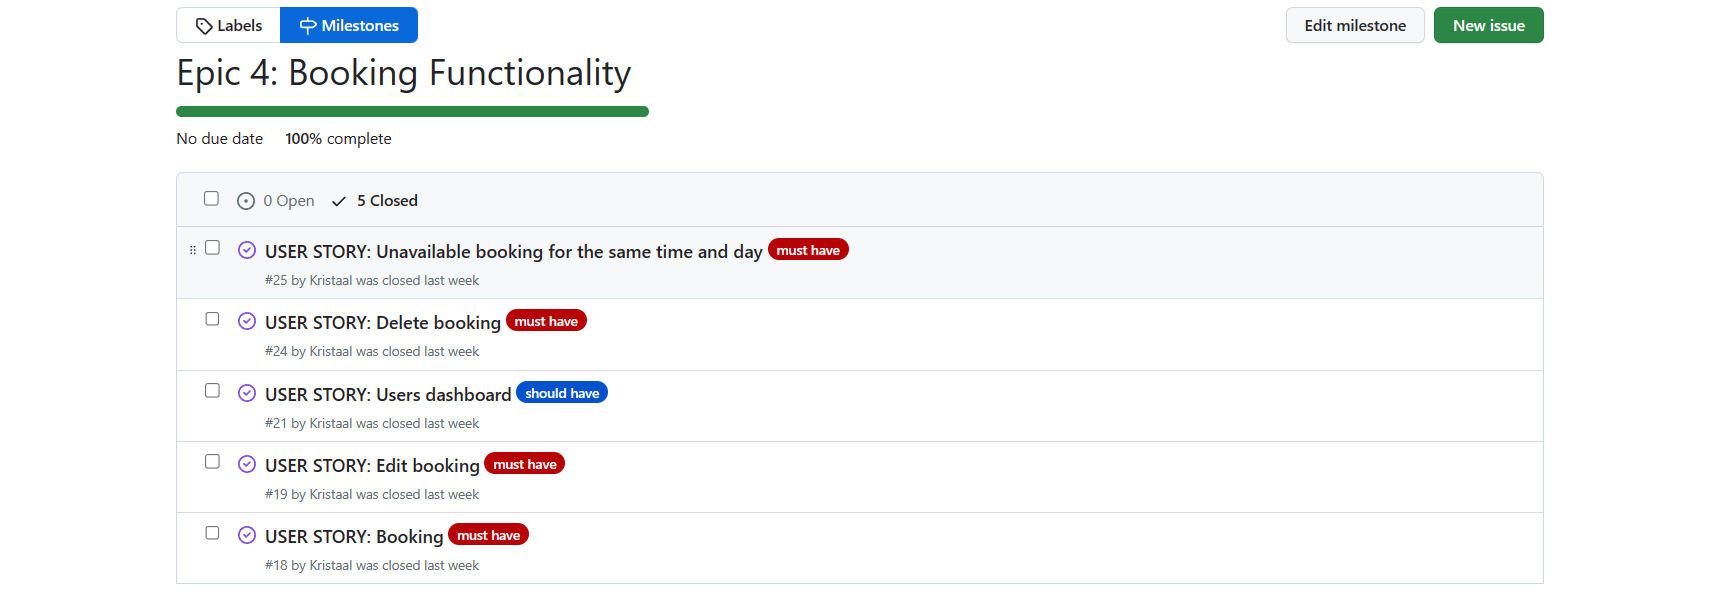 Labels Milestones Edit milestone New issue
Epic 4: Booking Functionality
No due date 100% complete
0 Open 5 Closed
USER STORY: Unavailable booking for the same time and day must have
#25 by Kristaal was closed last week
USER STORY: Delete booking must have
#24 by Kristaal was closed last week
USER STORY: Users dashboard should have
#21 by Kristaal was closed last week
USER STORY: Edit booking must have
#19 by Kristaal was closed last week
USER STORY: Booking must have
#18 by Kristaal was closed last week